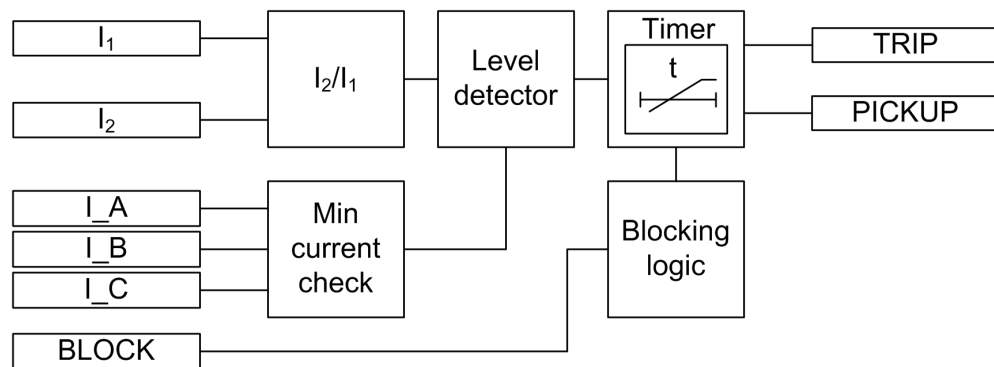 I₁
I₂
I₂/I₁
Level
detector
Timer
t
TRIP
PICKUP
I_A
I_B
I_C
Min
current
check
Blocking
logic
BLOCK